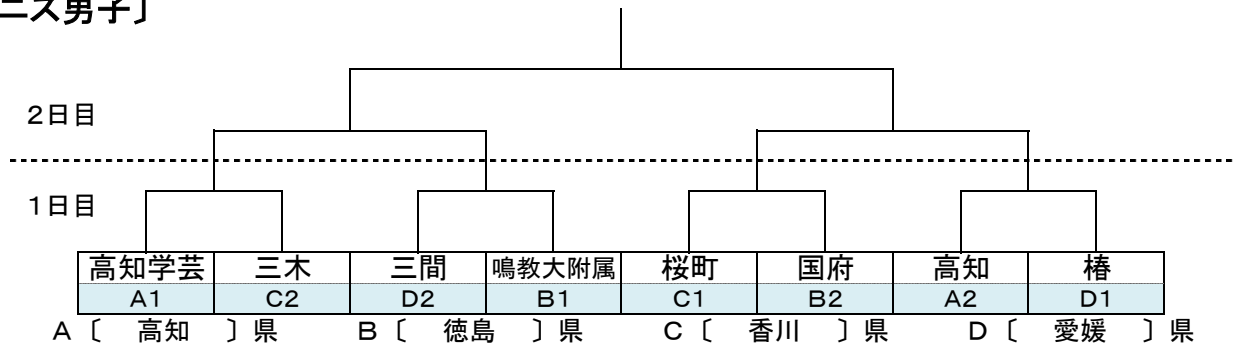 ニス男子〕
2日目
1日目
高知学芸 三木 三間 鳴教大附属 桜町 国府 高知 椿
A1 C2 D2 B1 C1 B2 A2 D1
A〔 高知 〕県 B〔 徳島 〕県 C〔 香川 〕県 D〔 愛媛 〕県